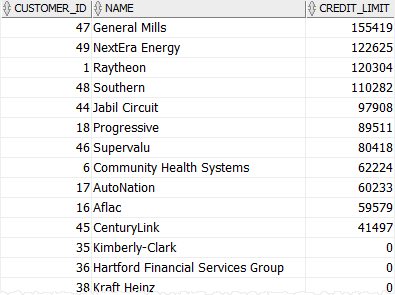 CUSTOMER_ID NAME CREDIT_LIMIT
47 General Mills 155419
49 NextEra Energy 122625
1 Raytheon 120304
48 Southern 110282
44 Jabil Circuit 97908
18 Progressive 89511
46 Supervalu 80418
6 Community Health Systems 62224
17 AutoNation 60233
16 Aflac 59579
45 CenturyLink 41497
35 Kimberly-Clark 0
36 Hartford Financial Services Group 0
38 Kraft Heinz 0